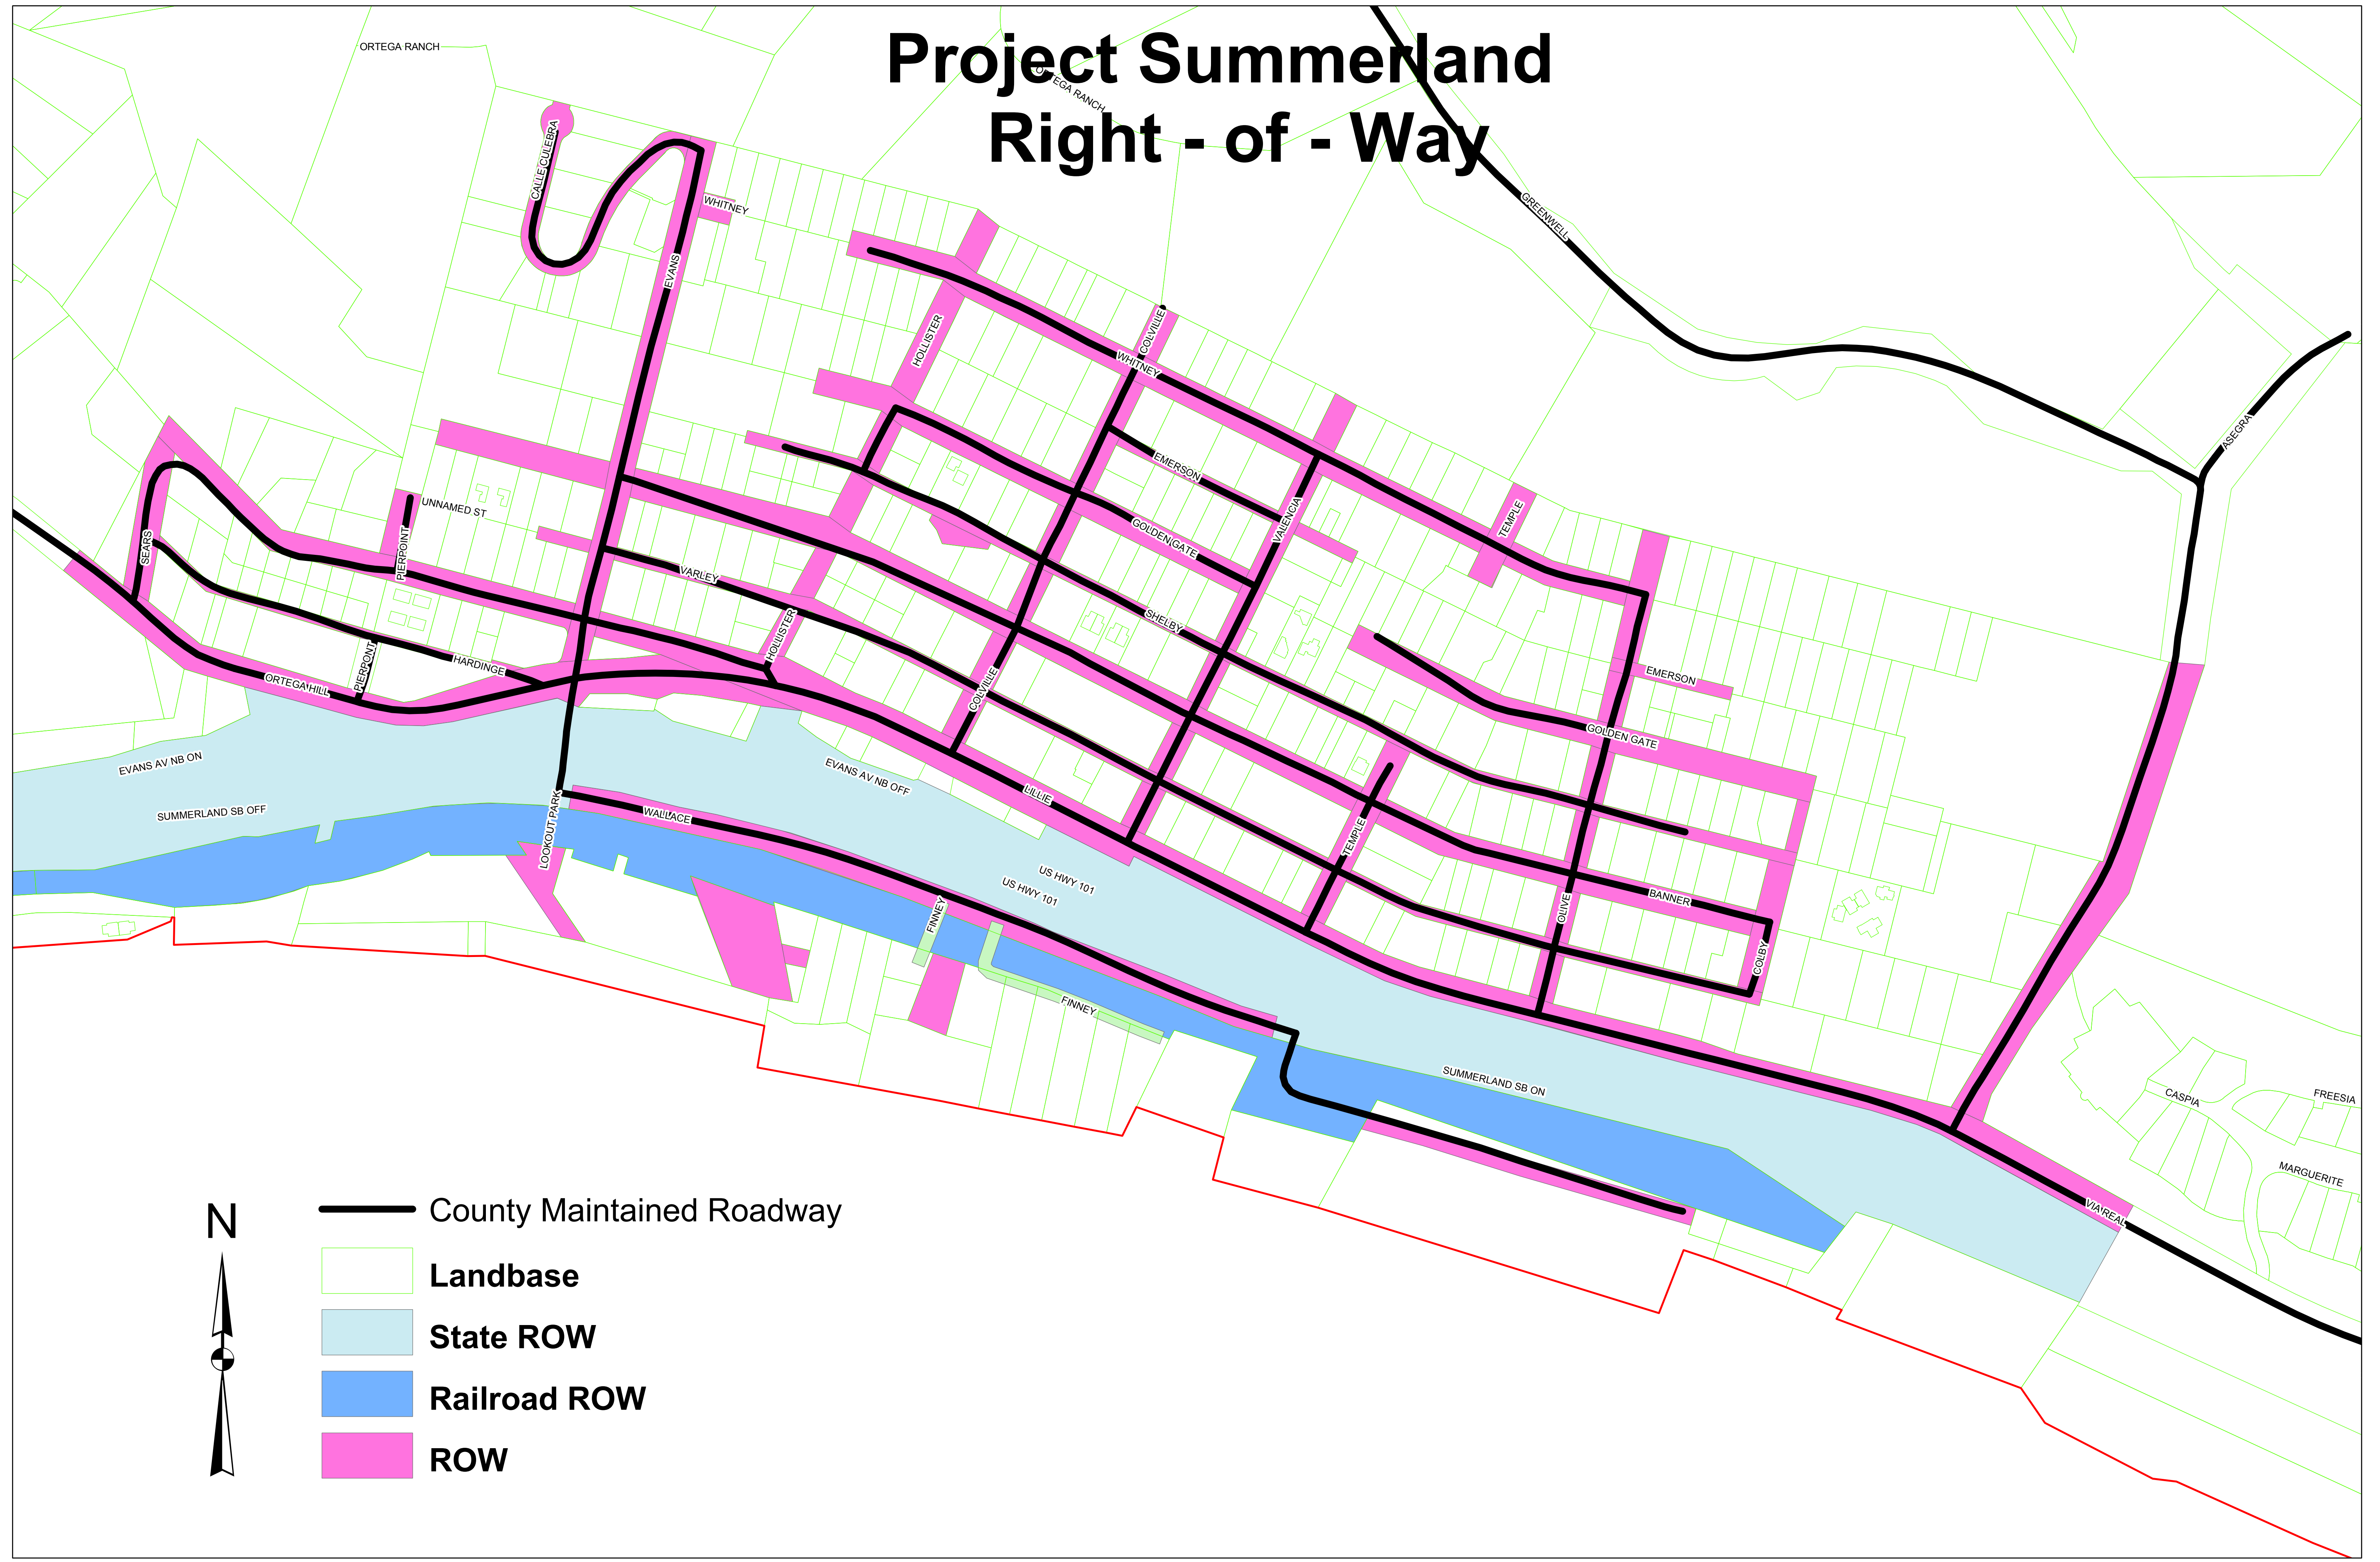 Project Summerland
Right - of - Way
ORTEGA RANCH
ORTEGA RANCH
CALLE CULEBRA
WHITNEY
EVANS
GREENWELL
HOLLISTER
COLVILLE
WHITNEY
ASEGRA
EMERSON
UNNAMED ST
PIERPOINT
SEARS
GOLDEN GATE
VALENCIA
TEMPLE
VARLEY
HOLLISTER
SHELBY
PIERPONT
HARDINGE
ORTEGA HILL
COLVILLE
EMERSON
GOLDEN GATE
EVANS AV NB ON
EVANS AV NB OFF
LILLIE
SUMMERLAND SB OFF
LOOKOUT PARK
WALLACE
TEMPLE
US HWY 101
US HWY 101
OLIVE
BANNER
FINNEY
COLBY
FINNEY
SUMMERLAND SB ON
CASPIA
FREESIA
MARGUERITE
VIA REAL
N
County Maintained Roadway
Landbase
State ROW
Railroad ROW
ROW